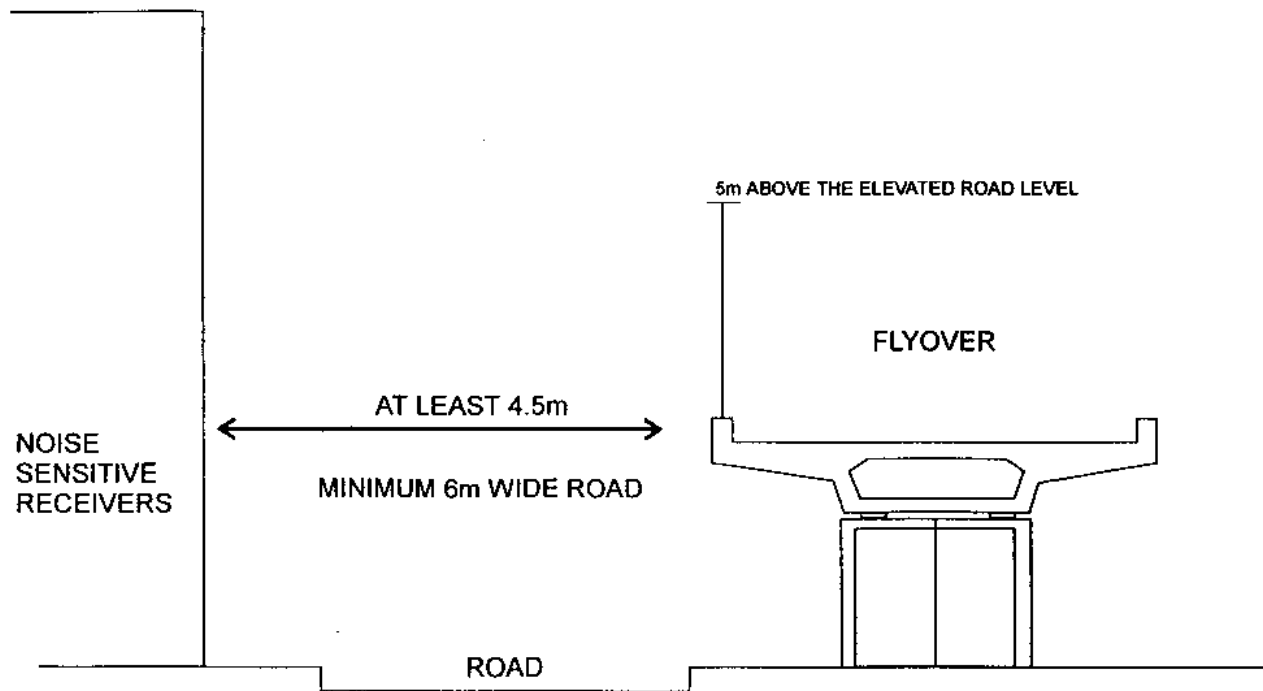 5m ABOVE THE ELEVATED ROAD LEVEL
FLYOVER
AT LEAST 4.5m
NOISE
SENSITIVE
RECEIVERS
MINIMUM 6m WIDE ROAD
ROAD